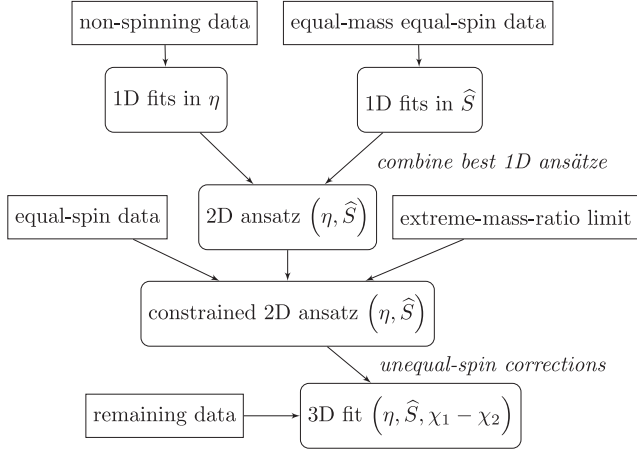 non-spinning data
equal-mass equal-spin data
1D fits in η
1D fits in Ŝ
combine best 1D ansätze
equal-spin data
2D ansatz (η, Ŝ)
extreme-mass-ratio limit
constrained 2D ansatz (η, Ŝ)
unequal-spin corrections
remaining data
3D fit (η, Ŝ, χ₁ − χ₂)